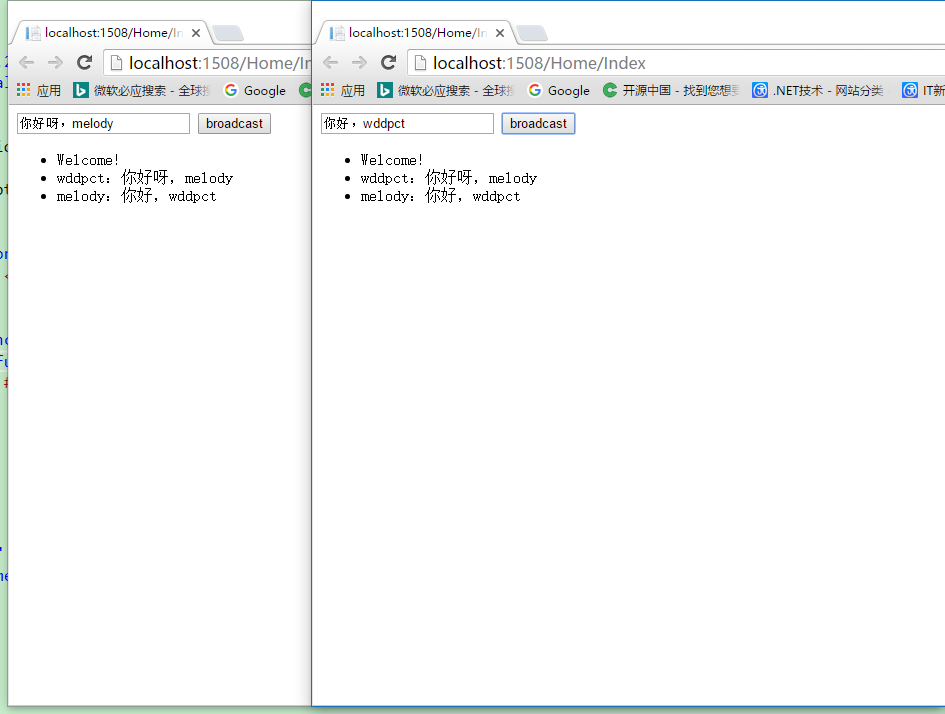 localhost:1508/Home/In
localhost:1508/Home/In
localhost:1508/Home/In
localhost:1508/Home/Index
应用 微软必应搜索 - 全球 Google
应用 微软必应搜索 - 全球 Google 开源中国 - 找到您想 .NET技术 - 网站分类 IT新
你好呀，melody broadcast
Welcome!
wddpct: 你好呀，melody
melody: 你好，wddpct
你好，wddpct broadcast
Welcome!
wddpct: 你好呀，melody
melody: 你好，wddpct